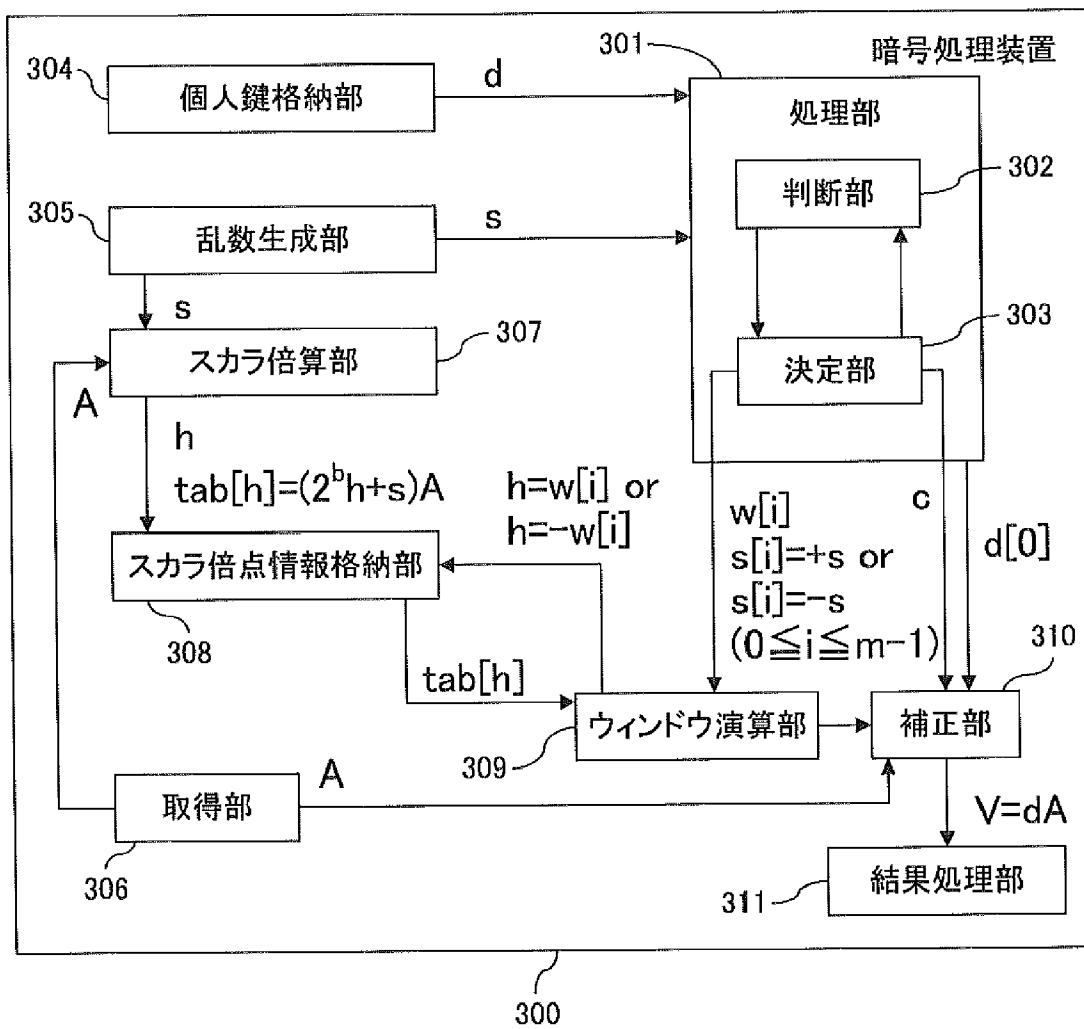 301
暗号処理装置
304
個人鍵格納部
d
処理部
302
判断部
305
乱数生成部
s
s
307
スカラ倍算部
303
決定部
A
h
tab[h]=(2^b h+s)A
h=w[i] or
h=-w[i]
w[i]
s[i]=+s or
s[i]=-s
(0≦i≦m-1)
c
d[0]
スカラ倍点情報格納部
308
tab[h]
310
ウィンドウ演算部
309
補正部
取得部
306
A
V=dA
結果処理部
311
300